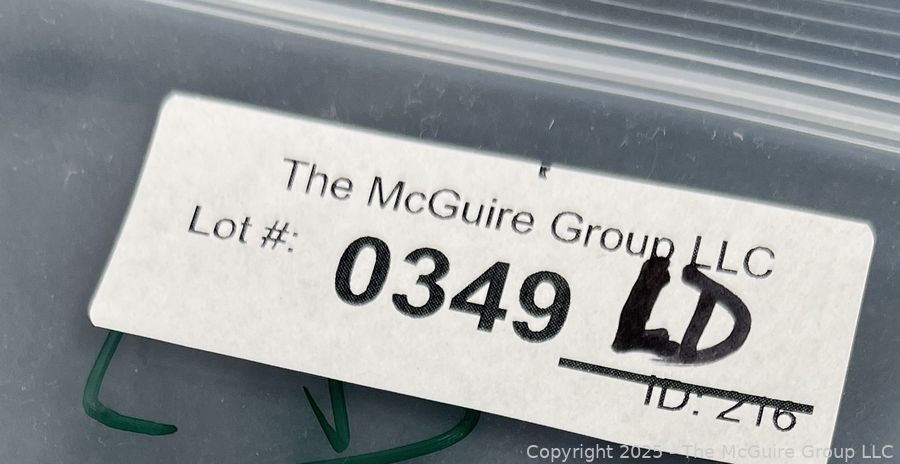 The McGuire Group LLC
Lot #: 0349 LD
ID: 216
Copyright 2025 - The McGuire Group LLC